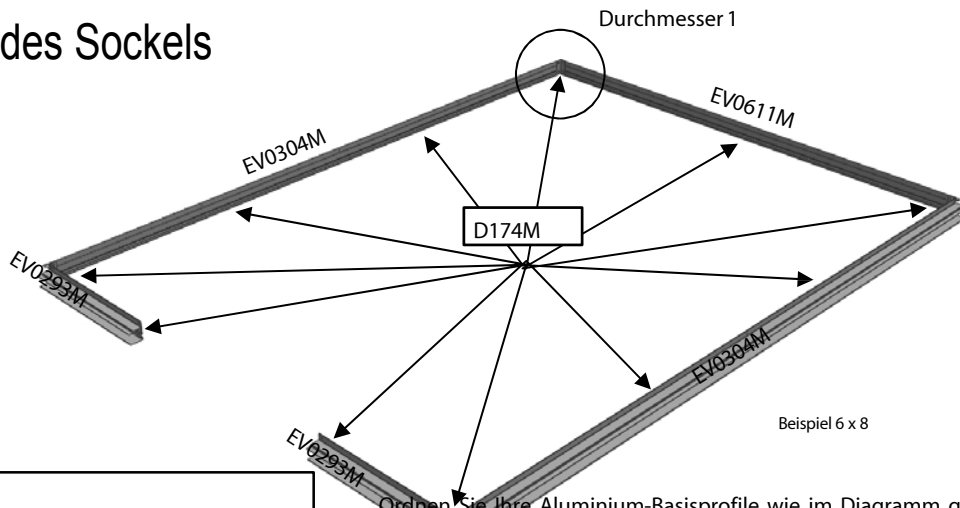 des Sockels
Durchmesser 1
EV0611M
EV0304M
D174M
EV0293M
EV0304M
Beispiel 6 x 8
EV0293M
Ordnen Sie Ihre Aluminium-Basisprofile wie im Diagramm